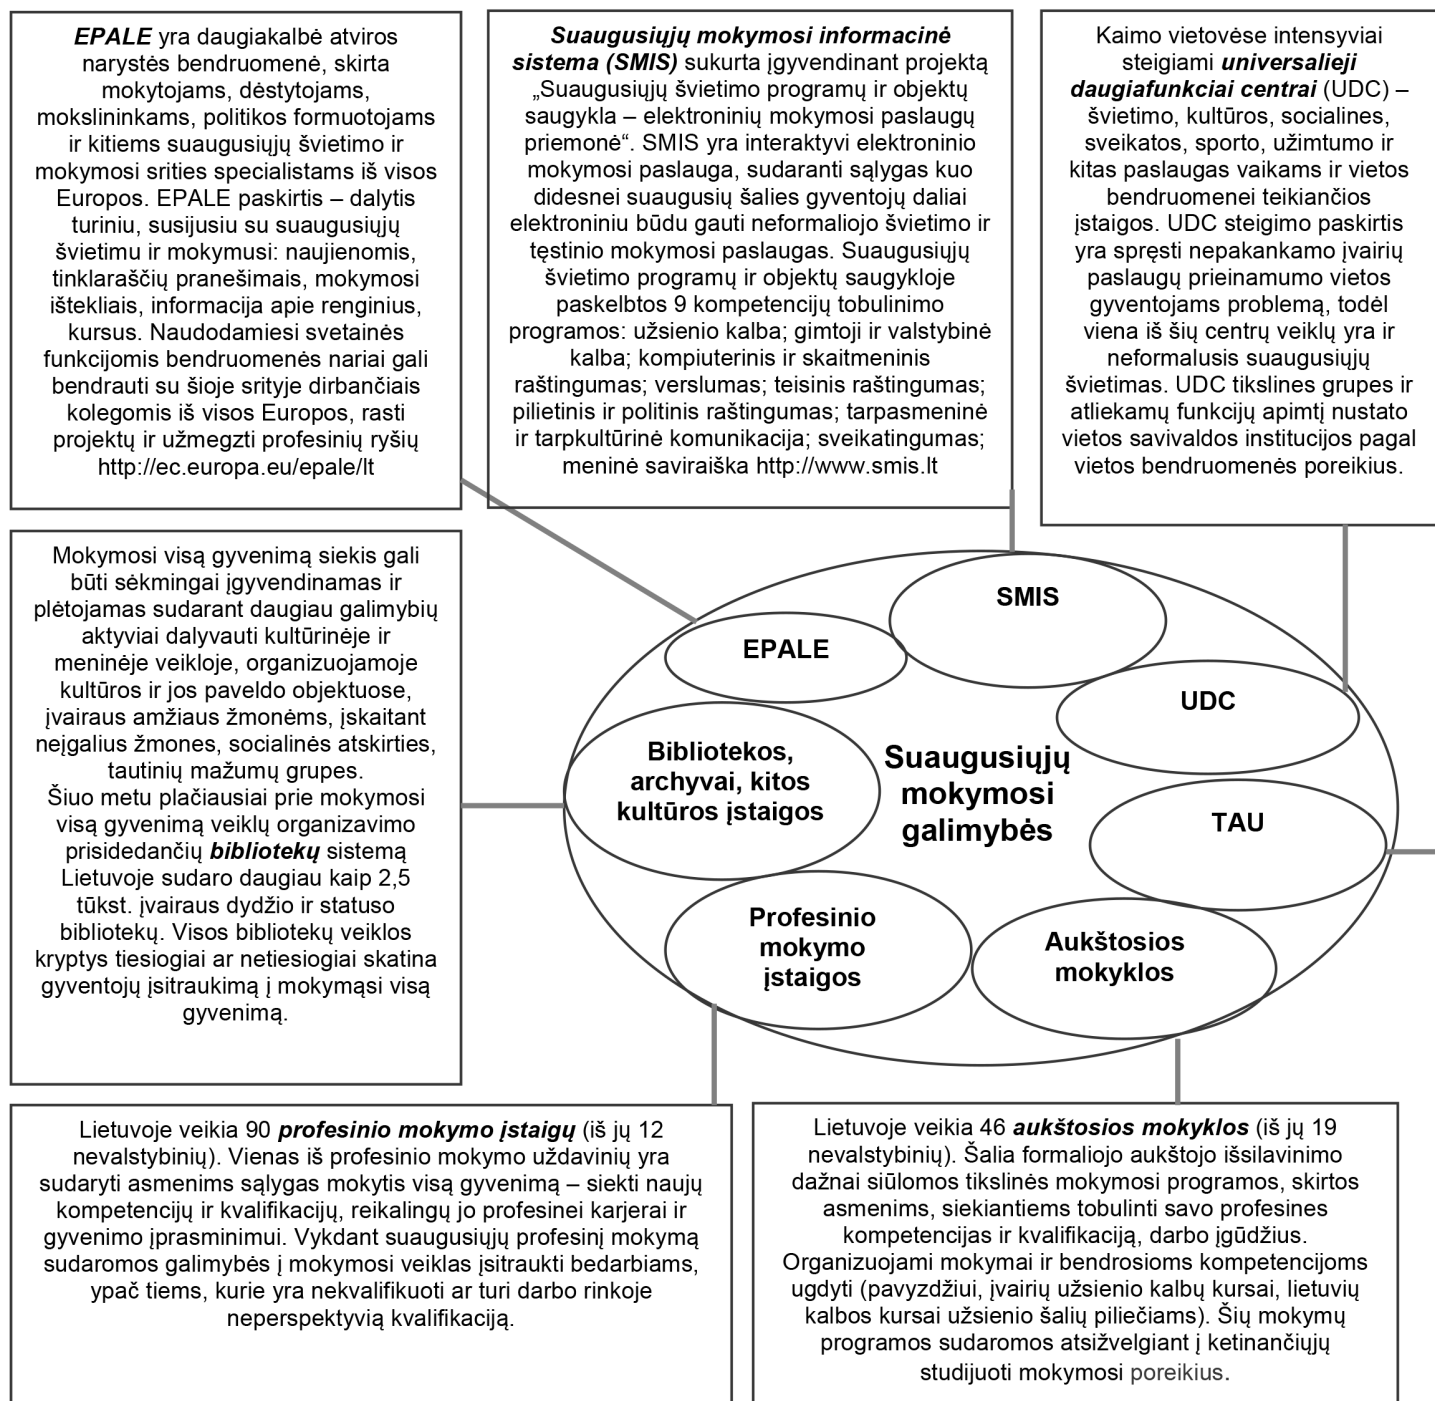 EPALE yra daugiakalbė atviros
narystės bendruomenė, skirta
mokytojams, dėstytojams,
mokslininkams, politikos formuotojams
ir kitiems suaugusiųjų švietimo ir
mokymosi srities specialistams iš visos
Europos. EPALE paskirtis – dalytis
turiniu, susijusiu su suaugusiųjų
švietimu ir mokymusi: naujienomis,
tinklaraščių pranešimais, mokymosi
ištekliais, informacija apie renginius,
kursus. Naudodamiesi svetainės
funkcijomis bendruomenės nariai gali
bendrauti su šioje srityje dirbančiais
kolegomis iš visos Europos, rasti
projektų ir užmegzti profesinių ryšių
http://ec.europa.eu/epale/lt
Suaugusiųjų mokymosi informacinė
sistema (SMIS) sukurta įgyvendinant projektą
„Suaugusiųjų švietimo programų ir objektų
saugykla – elektroninių mokymosi paslaugų
priemonė“. SMIS yra interaktyvi elektroninio
mokymosi paslauga, sudaranti sąlygas kuo
didesnei suaugusių šalies gyventojų daliai
elektroniniu būdu gauti neformaliojo švietimo ir
tęstinio mokymosi paslaugas. Suaugusiųjų
švietimo programų ir objektų saugykloje
paskelbtos 9 kompetencijų tobulinimo
programos: užsienio kalba; gimtoji ir valstybinė
kalba; kompiuterinis ir skaitmeninis
raštingumas; verslumas; teisinis raštingumas;
pilietinis ir politinis raštingumas; tarpasmeninė
ir tarpkultūrinė komunikacija; sveikatingumas;
meninė saviraiška http://www.smis.lt
Kaimo vietovėse intensyviai
steigiami universalieji
daugiafunkciai centrai (UDC) –
švietimo, kultūros, socialines,
sveikatos, sporto, užimtumo ir
kitas paslaugas vaikams ir vietos
bendruomenei teikiančios
įstaigos. UDC steigimo paskirtis
yra spręsti nepakankamo įvairių
paslaugų prieinamumo vietos
gyventojams problemą, todėl
viena iš šių centrų veiklų yra ir
neformalusis suaugusiųjų
švietimas. UDC tikslines grupes ir
atliekamų funkcijų apimtį nustato
vietos savivaldos institucijos pagal
vietos bendruomenės poreikius.
Mokymosi visą gyvenimą siekis gali
būti sėkmingai įgyvendinamas ir
plėtojamas sudarant daugiau galimybių
aktyviai dalyvauti kultūrinėje ir
meninėje veikloje, organizuojamoje
kultūros ir jos paveldo objektuose,
įvairaus amžiaus žmonėms, įskaitant
neįgalius žmones, socialinės atskirties,
tautinių mažumų grupes.
Šiuo metu plačiausiai prie mokymosi
visą gyvenimą veiklų organizavimo
prisidedančių bibliotekų sistemą
Lietuvoje sudaro daugiau kaip 2,5
tūkst. įvairaus dydžio ir statuso
bibliotekų. Visos bibliotekų veiklos
kryptys tiesiogiai ar netiesiogiai skatina
gyventojų įsitraukimą į mokymąsi visą
gyvenimą.
SMIS
EPALE
UDC
Bibliotekos,
archyvai, kitos
kultūros įstaigos
Suaugusiųjų
mokymosi
galimybės
TAU
Profesinio
mokymo
įstaigos
Aukštosios
mokyklos
Lietuvoje veikia 90 profesinio mokymo įstaigų (iš jų 12
nevalstybinių). Vienas iš profesinio mokymo uždavinių yra
sudaryti asmenims sąlygas mokytis visą gyvenimą – siekti naujų
kompetencijų ir kvalifikacijų, reikalingų jo profesinei karjerai ir
gyvenimo įprasminimui. Vykdant suaugusiųjų profesinį mokymą
sudaromos galimybės į mokymosi veiklas įsitraukti bedarbiams,
ypač tiems, kurie yra nekvalifikuoti ar turi darbo rinkoje
neperspektyvią kvalifikaciją.
Lietuvoje veikia 46 aukštosios mokyklos (iš jų 19
nevalstybinių). Šalia formaliojo aukštojo išsilavinimo
dažnai siūlomos tikslinės mokymosi programos, skirtos
asmenims, siekiantiems tobulinti savo profesines
kompetencijas ir kvalifikaciją, darbo įgūdžius.
Organizuojami mokymai ir bendrosioms kompetencijoms
ugdyti (pavyzdžiui, įvairių užsienio kalbų kursai, lietuvių
kalbos kursai užsienio šalių piliečiams). Šių mokymų
programos sudaromos atsižvelgiant į ketinančiųjų
studijuoti mokymosi poreikius.